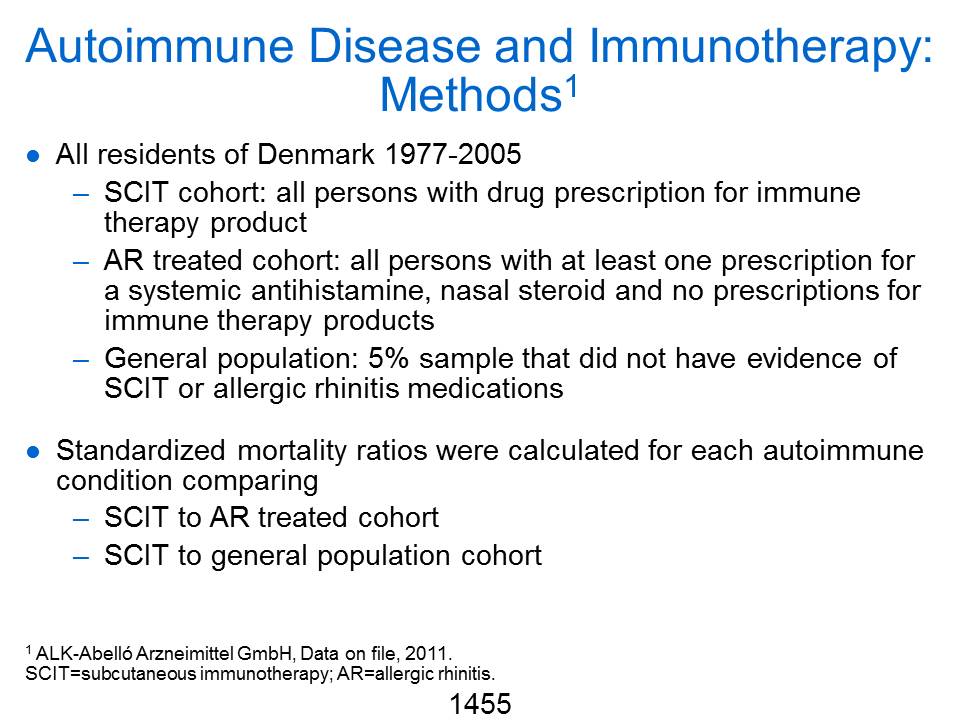 Autoimmune Disease and Immunotherapy:
Methods1
● All residents of Denmark 1977-2005
– SCIT cohort: all persons with drug prescription for immune
therapy product
– AR treated cohort: all persons with at least one prescription for
a systemic antihistamine, nasal steroid and no prescriptions for
immune therapy products
– General population: 5% sample that did not have evidence of
SCIT or allergic rhinitis medications
● Standardized mortality ratios were calculated for each autoimmune
condition comparing
– SCIT to AR treated cohort
– SCIT to general population cohort
1 ALK-Abelló Arzneimittel GmbH, Data on file, 2011.
SCIT=subcutaneous immunotherapy; AR=allergic rhinitis.
1455